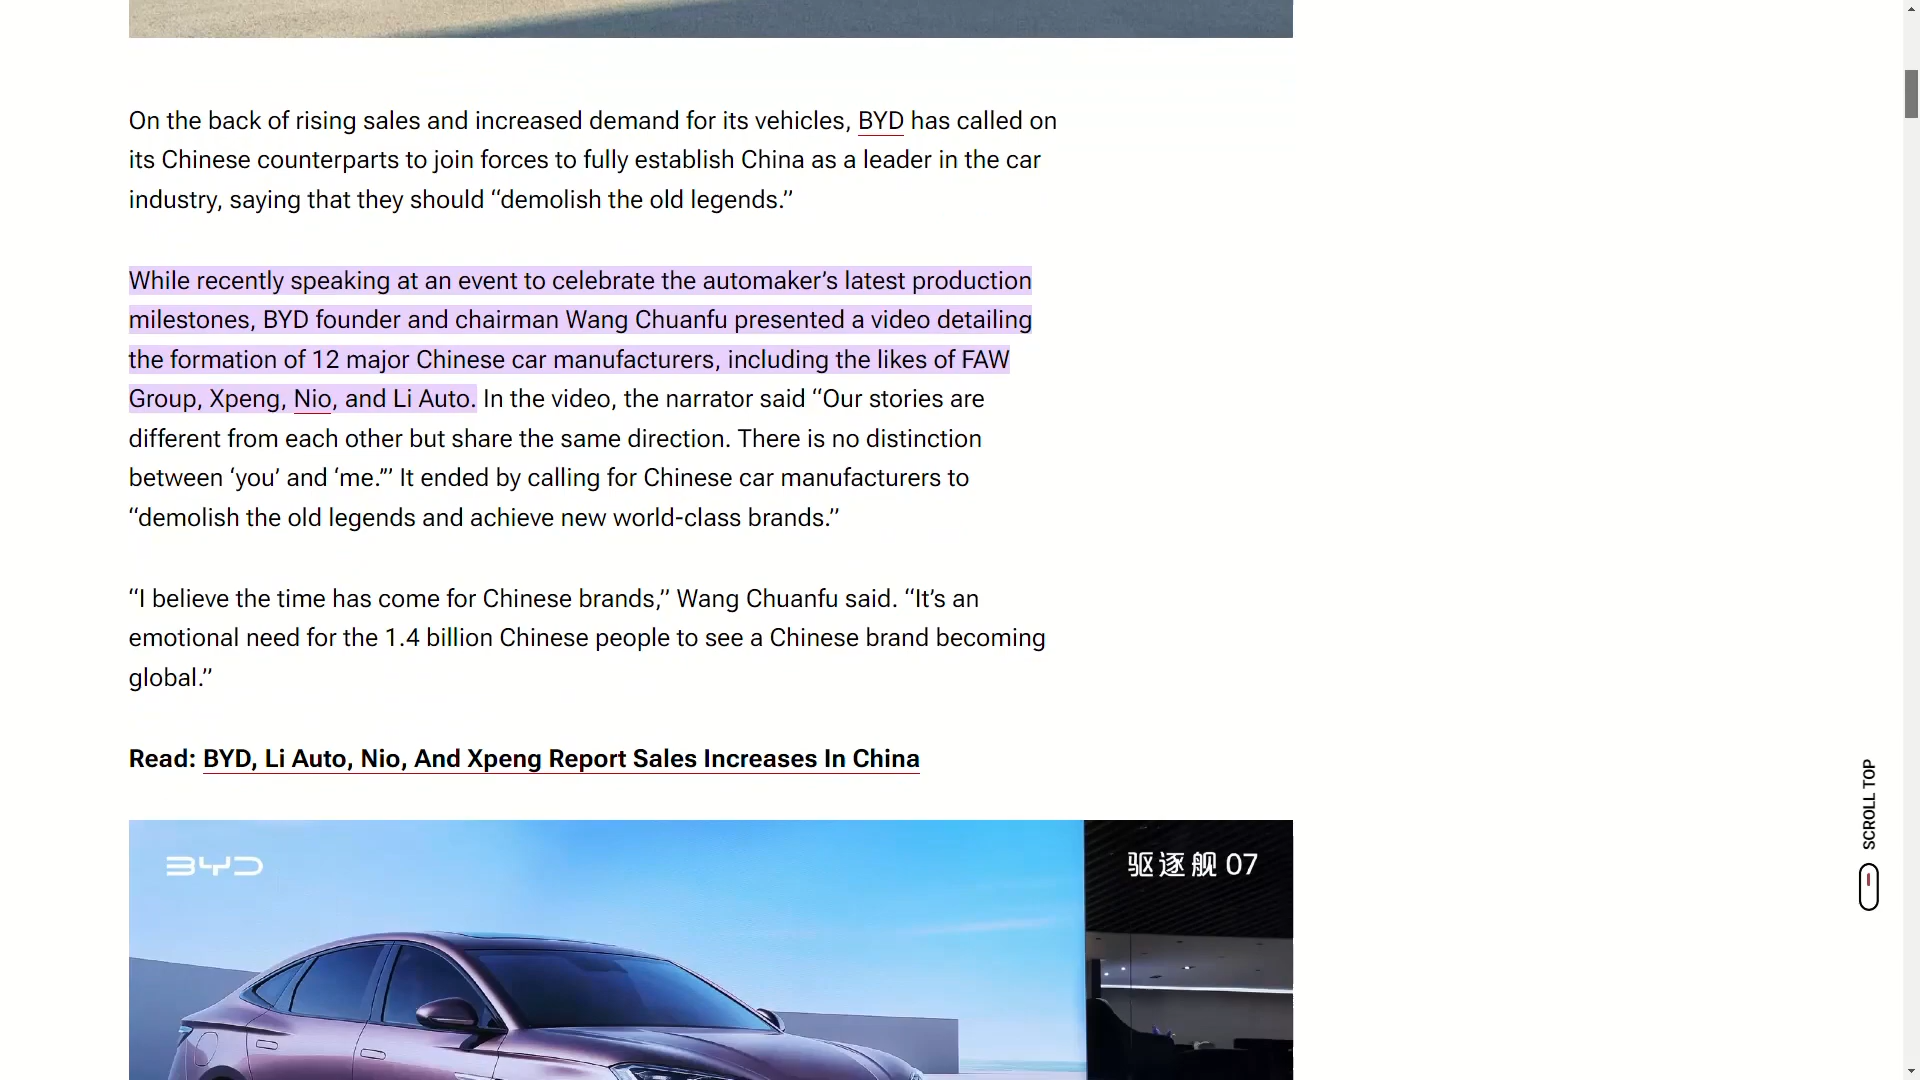 On the back of rising sales and increased demand for its vehicles, BYD has called on
its Chinese counterparts to join forces to fully establish China as a leader in the car
industry, saying that they should “demolish the old legends.”
While recently speaking at an event to celebrate the automaker’s latest production
milestones, BYD founder and chairman Wang Chuanfu presented a video detailing
the formation of 12 major Chinese car manufacturers, including the likes of FAW
Group, Xpeng, Nio, and Li Auto. In the video, the narrator said “Our stories are
different from each other but share the same direction. There is no distinction
between ‘you’ and ‘me.’” It ended by calling for Chinese car manufacturers to
“demolish the old legends and achieve new world-class brands.”
“I believe the time has come for Chinese brands,” Wang Chuanfu said. “It’s an
emotional need for the 1.4 billion Chinese people to see a Chinese brand becoming
global.”
Read: BYD, Li Auto, Nio, And Xpeng Report Sales Increases In China
SCROLL TOP
BYD
驱逐舰 07